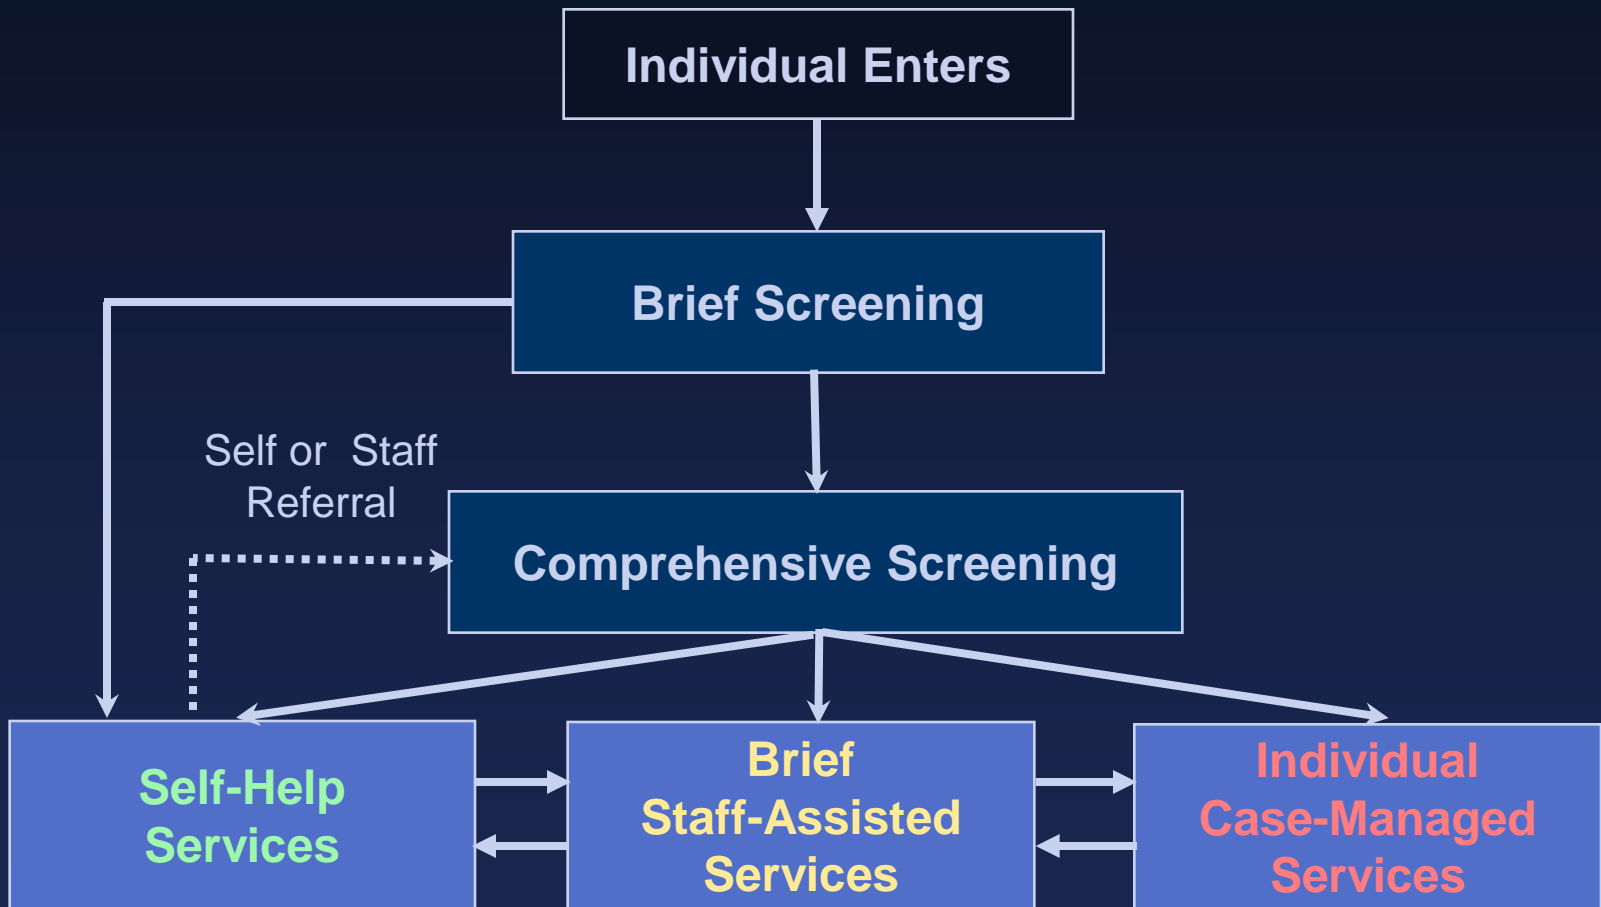 Individual Enters
Brief Screening
Self or Staff
Referral
Comprehensive Screening
Self-Help
Services
Brief
Staff-Assisted
Services
Individual
Case-Managed
Services